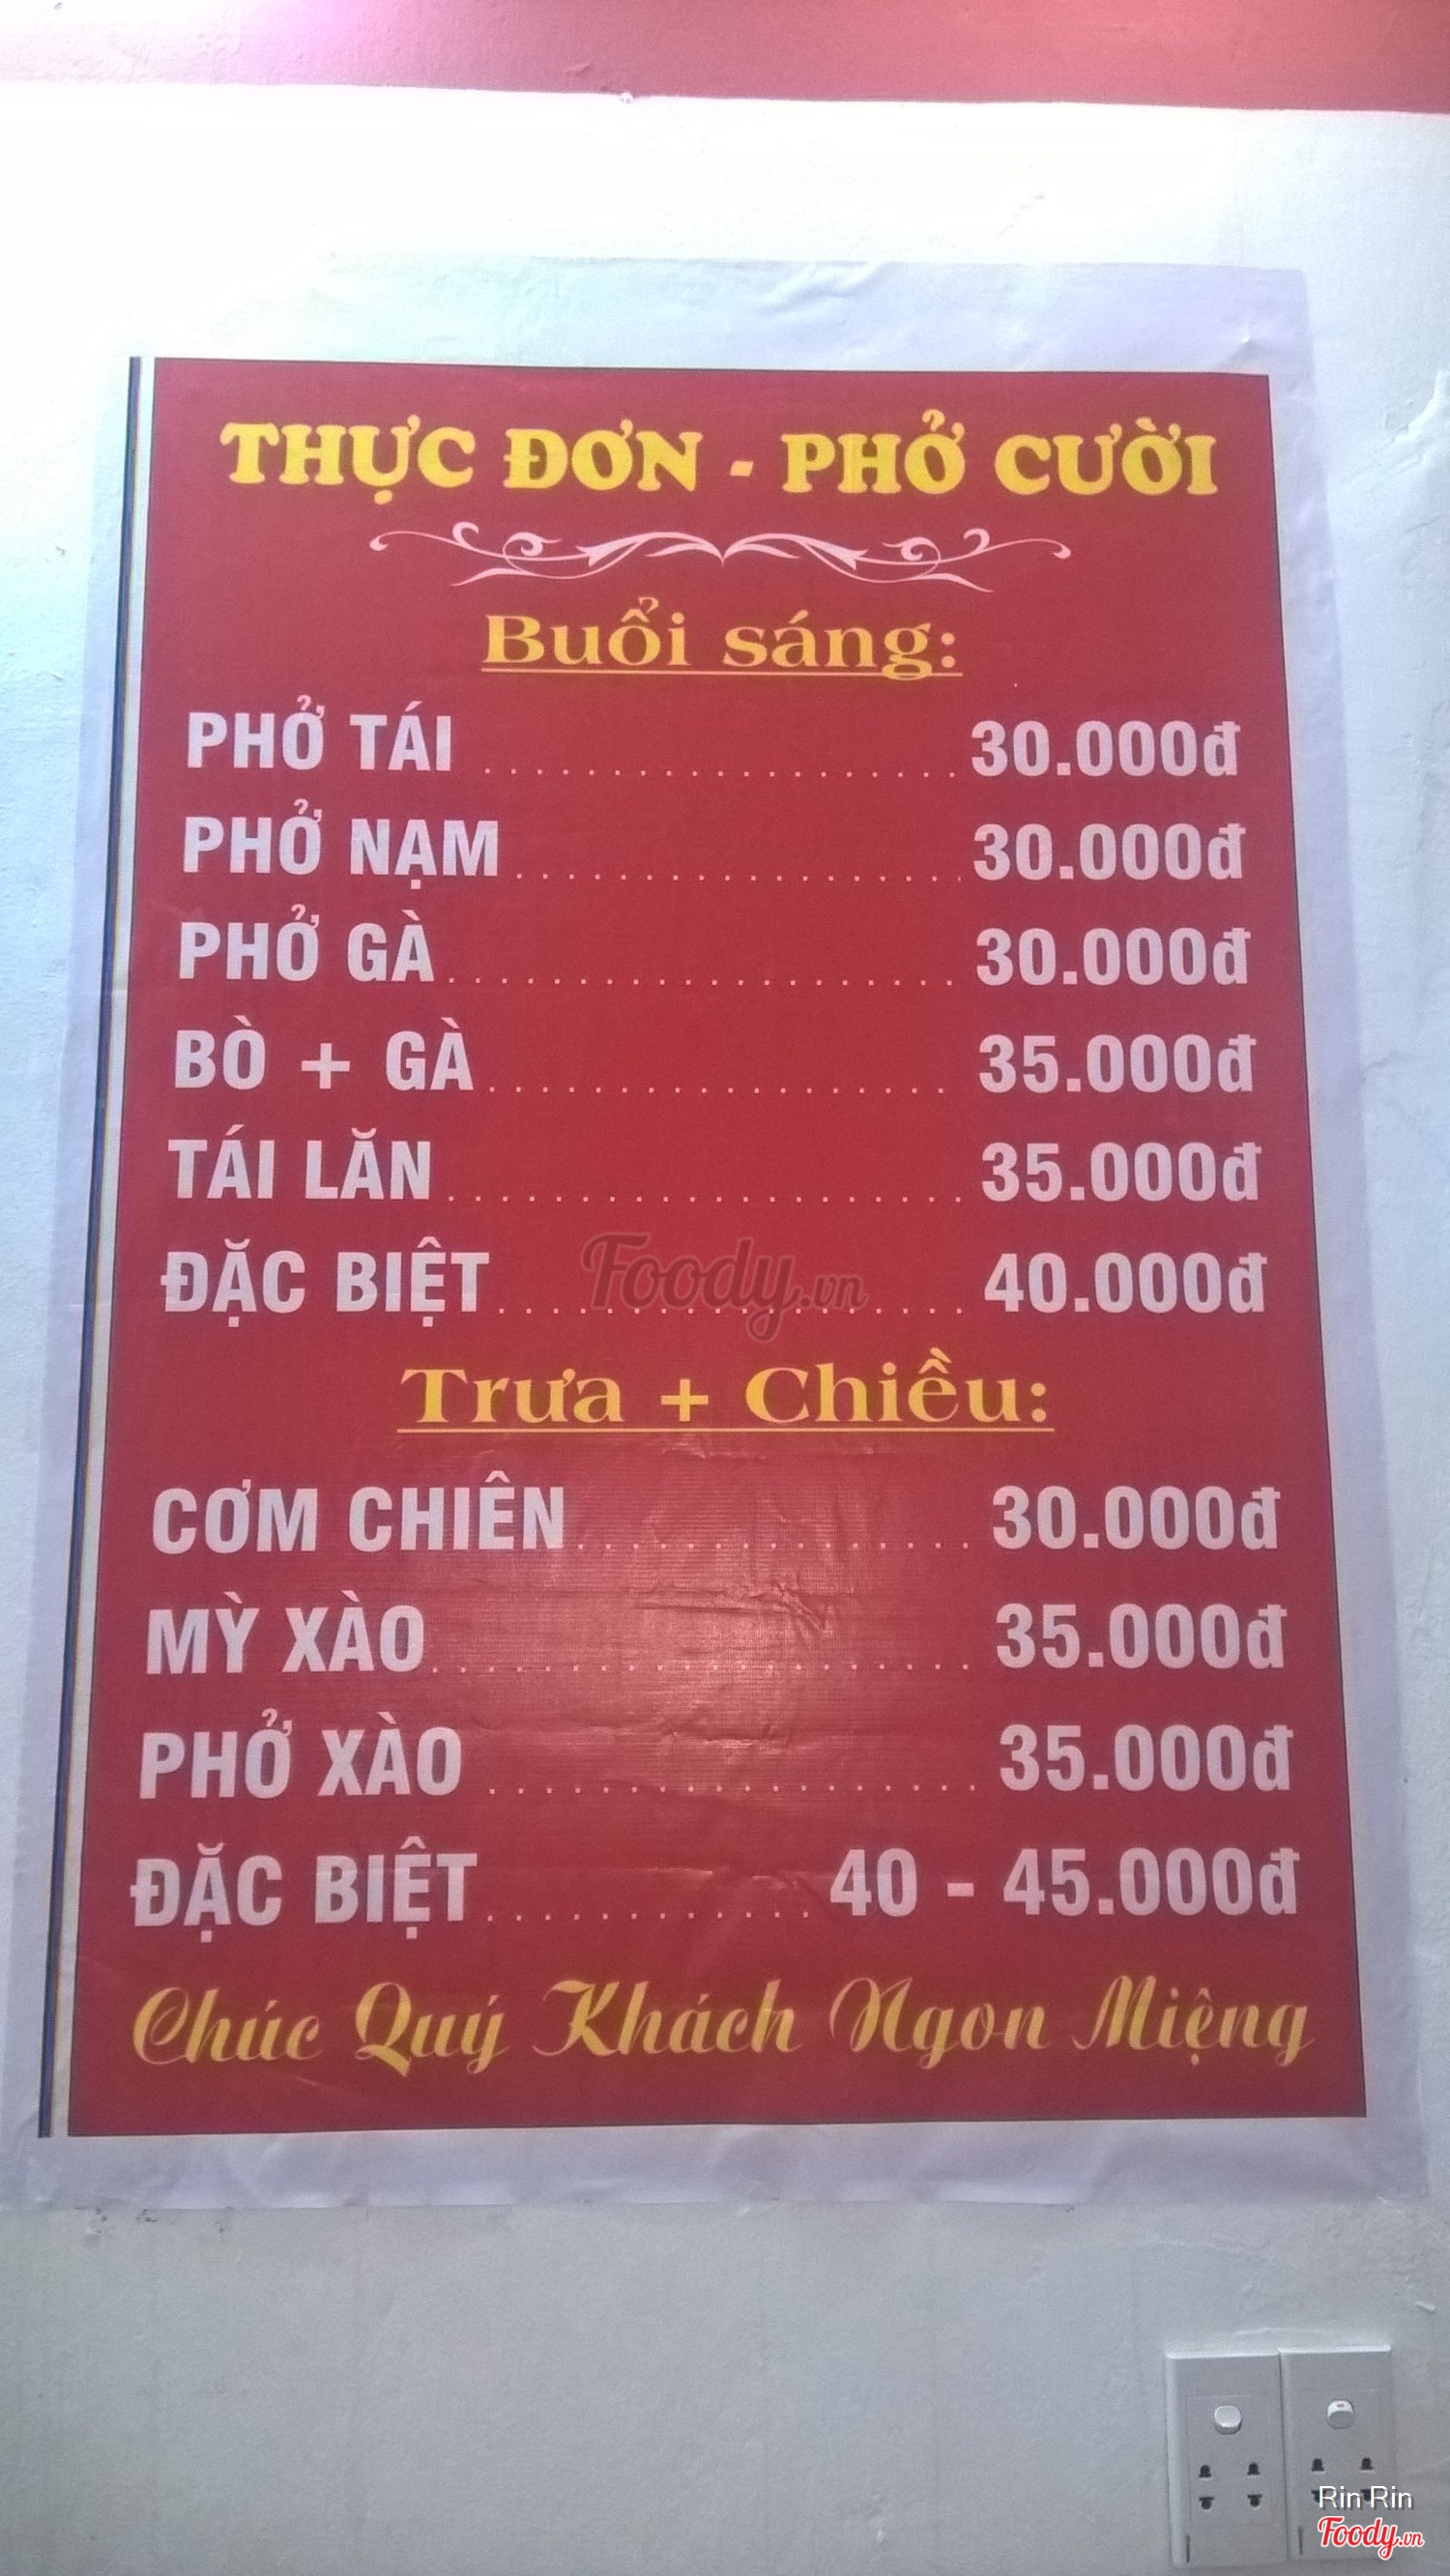 THỰC ĐƠN - PHỞ CƯỜI
Buổi sáng:
PHỞ TÁI ................... 30.000đ
PHỞ NẠM .................. 30.000đ
PHỞ GÀ .................... 30.000đ
BÒ + GÀ .................. 35.000đ
TÁI LĂN .................... 35.000đ
ĐẶC BIỆT .................. 40.000đ
Foody.vn
Trưa + Chiều:
CƠM CHIÊN ................ 30.000đ
MỲ XÀO ..................... 35.000đ
PHỞ XÀO ................... 35.000đ
ĐẶC BIỆT ............. 40 - 45.000đ
Chúc Quý Khách Ngon Miệng
Rin Rin
Foody.vn